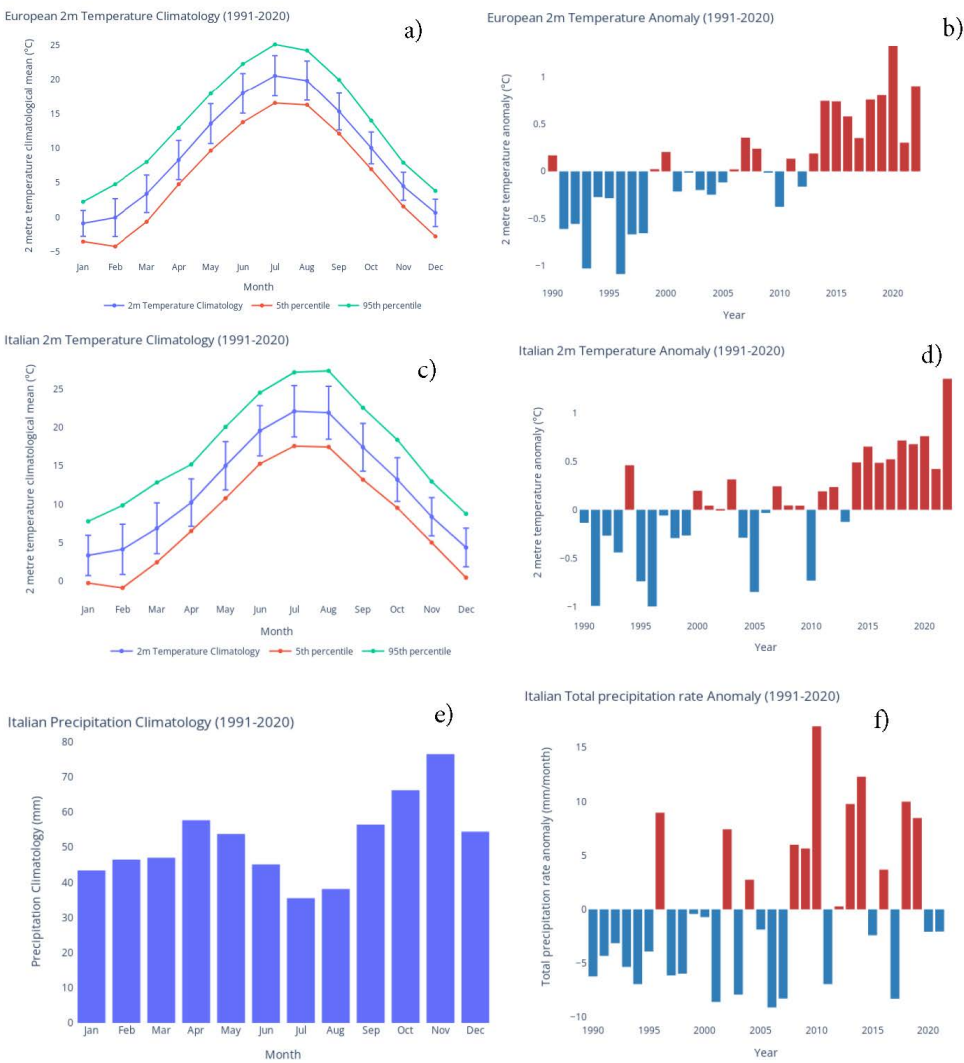 European 2m Temperature Climatology (1991-2020)
a)
2 metre temperature climatological mean (°C)
25
20
15
10
5
0
−5
Jan Feb Mar Apr May Jun Jul Aug Sep Oct Nov Dec
Month
2m Temperature Climatology 5th percentile 95th percentile
European 2m Temperature Anomaly (1991-2020)
b)
2 metre temperature anomaly (°C)
1
0.5
0
−0.5
−1
1990 1995 2000 2005 2010 2015 2020
Year
Italian 2m Temperature Climatology (1991-2020)
c)
2 metre temperature climatological mean (°C)
25
20
15
10
5
0
Jan Feb Mar Apr May Jun Jul Aug Sep Oct Nov Dec
Month
2m Temperature Climatology 5th percentile 95th percentile
Italian 2m Temperature Anomaly (1991-2020)
d)
2 metre temperature anomaly (°C)
1
0.5
0
−0.5
−1
1990 1995 2000 2005 2010 2015 2020
Year
Italian Precipitation Climatology (1991-2020)
e)
Precipitation Climatology (mm)
80
70
60
50
40
30
20
10
0
Jan Feb Mar Apr May Jun Jul Aug Sep Oct Nov Dec
Month
Italian Total precipitation rate Anomaly (1991-2020)
f)
Total precipitation rate anomaly (mm/month)
15
10
5
0
−5
−10
1990 1995 2000 2005 2010 2015 2020
Year